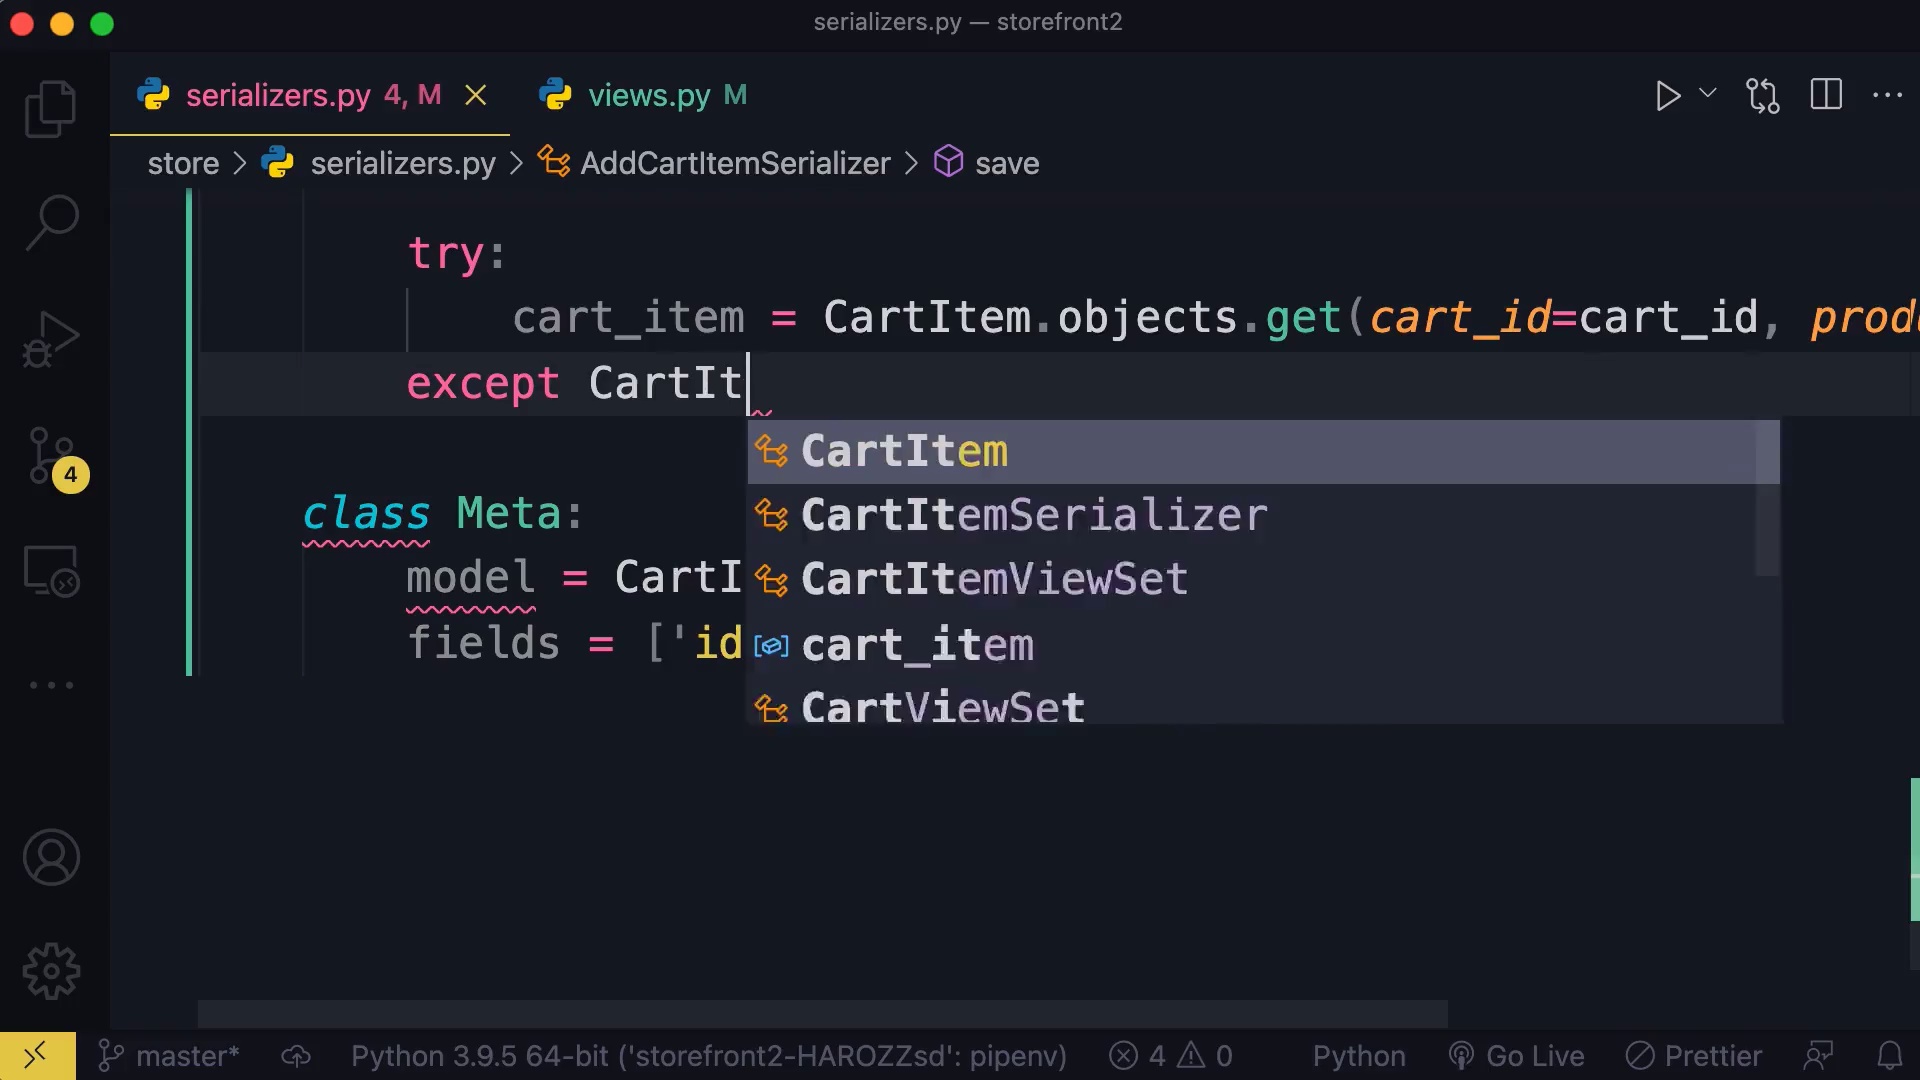 serializers.py — storefront2
serializers.py 4, M
views.py M
store > serializers.py > AddCartItemSerializer > save
try:
cart_item = CartItem.objects.get(cart_id=cart_id, prod
except CartIt
CartItem
CartItemSerializer
class Meta:
CartItemViewSet
model = CartI
cart_item
fields = ['id
CartViewSet
4
master*
Python 3.9.5 64-bit ('storefront2-HAROZZsd': pipenv)
4
0
Python
Go Live
Prettier